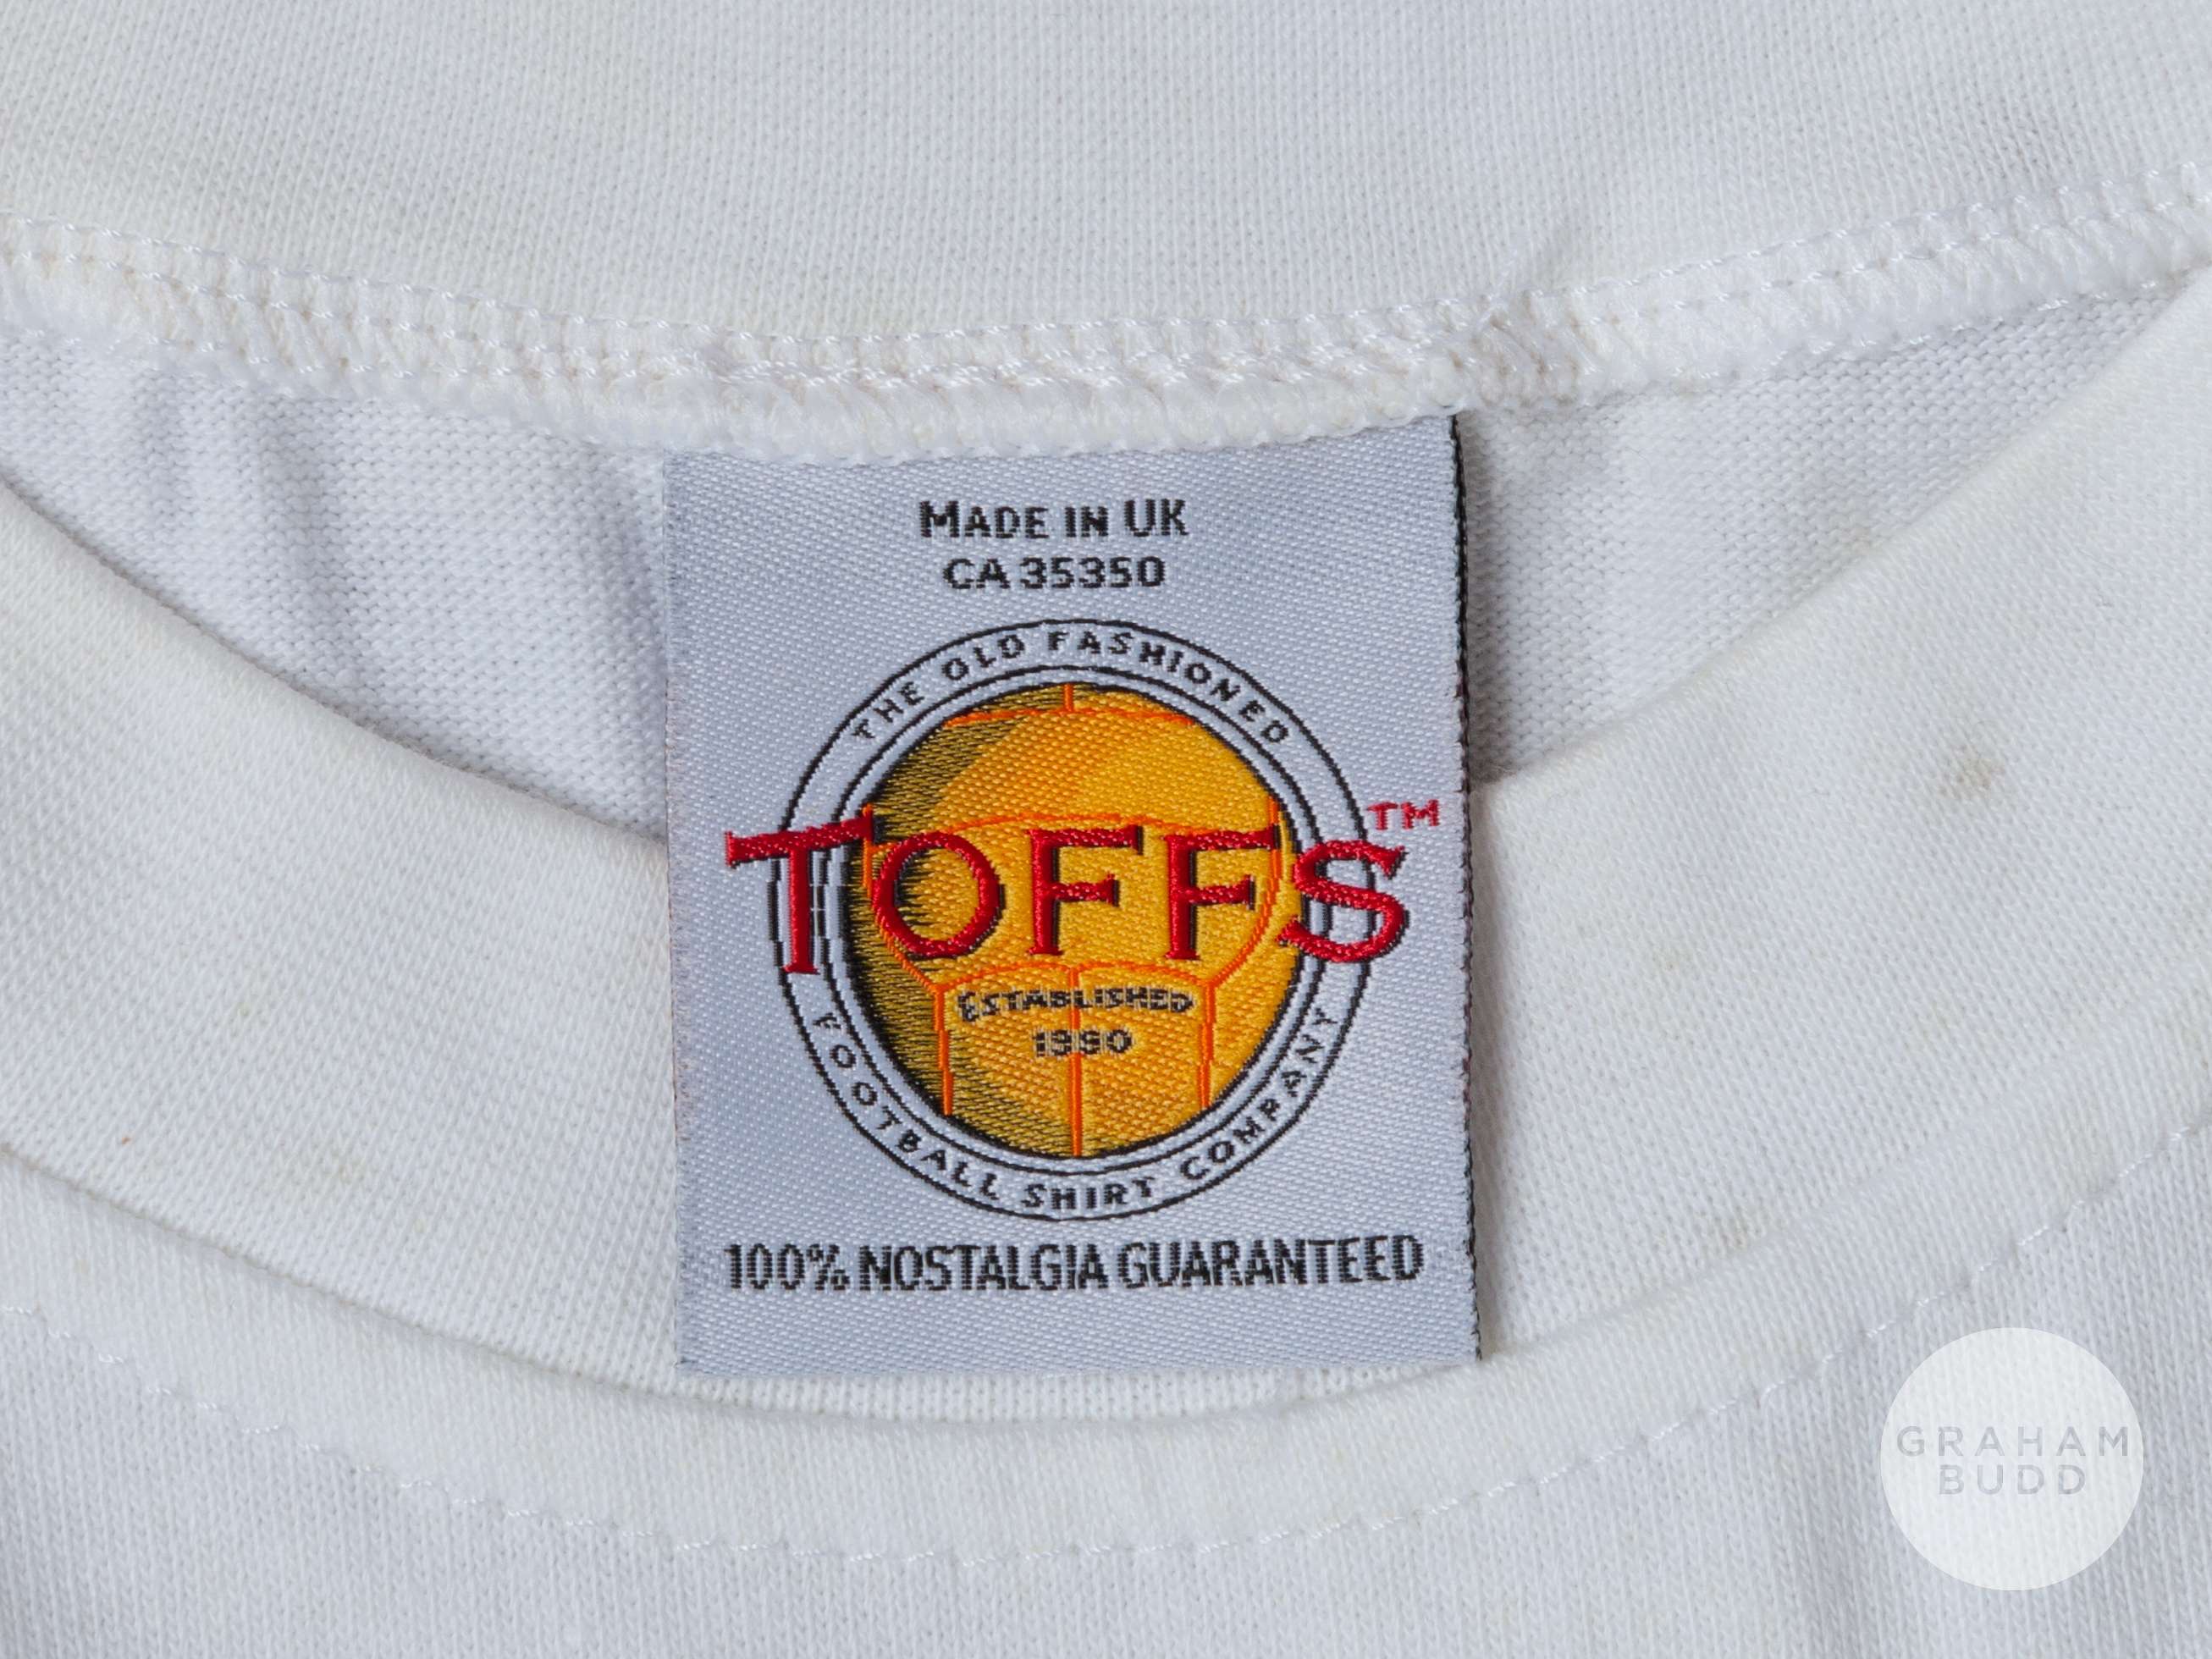 MADE IN UK
CA 35350
THE OLD FASHIONED
TOFFS™
ESTABLISHED
1990
FOOTBALL SHIRT COMPANY
100% NOSTALGIA GUARANTEED
GRAHAM
BUDD